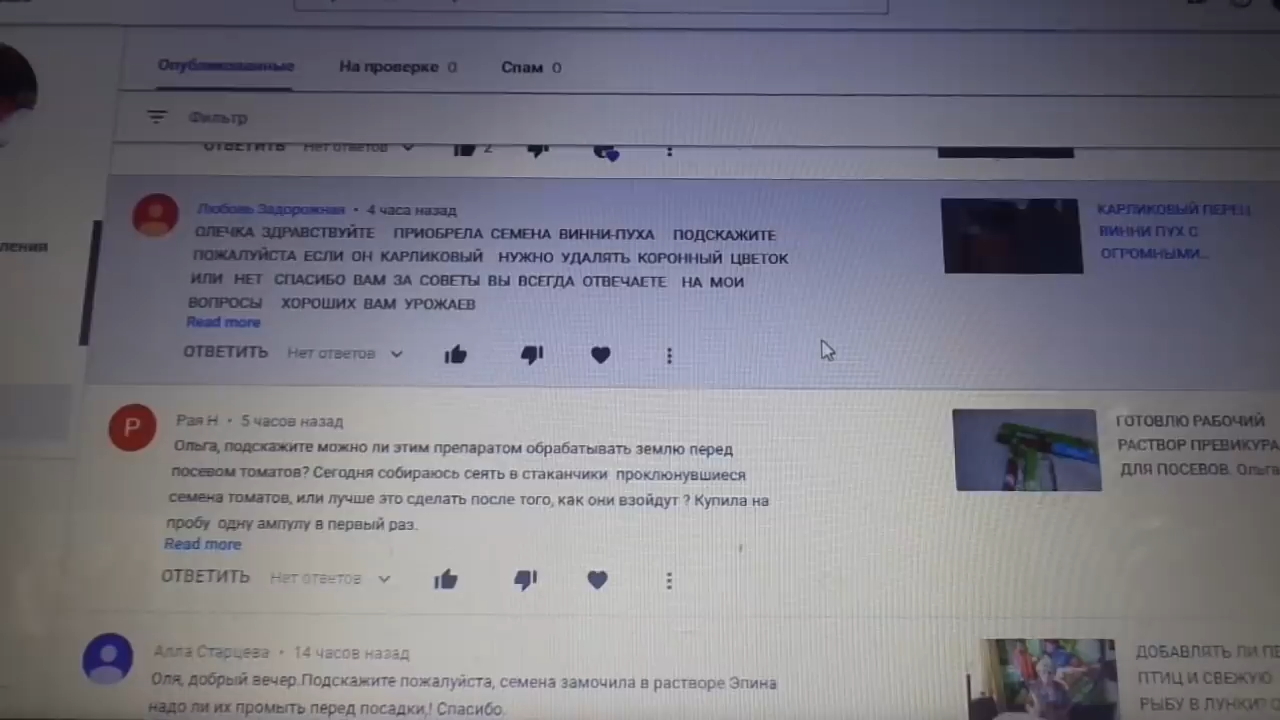 Опубликованные На проверке 0 Спам 0
Фильтр
ОТВЕТИТЬ Нет ответов 2
Любовь Задорожная • 4 часа назад
ОЛЕЧКА ЗДРАВСТВУЙТЕ ПРИОБРЕЛА СЕМЕНА ВИННИ-ПУХА ПОДСКАЖИТЕ
ПОЖАЛУЙСТА ЕСЛИ ОН КАРЛИКОВЫЙ НУЖНО УДАЛЯТЬ КОРОННЫЙ ЦВЕТОК
ИЛИ НЕТ СПАСИБО ВАМ ЗА СОВЕТЫ ВЫ ВСЕГДА ОТВЕЧАЕТЕ НА МОИ
ВОПРОСЫ ХОРОШИХ ВАМ УРОЖАЕВ
Read more
ОТВЕТИТЬ Нет ответов
КАРЛИКОВЫЙ ПЕРЕЦ
ВИННИ ПУХ С
ОГРОМНЫМИ...
ления
Рая Н • 5 часов назад
Ольга, подскажите можно ли этим препаратом обрабатывать землю перед
посевом томатов? Сегодня собираюсь сеять в стаканчики проклюнувшиеся
семена томатов, или лучше это сделать после того, как они взойдут ? Купила на
пробу одну ампулу в первый раз.
Read more
ОТВЕТИТЬ Нет ответов
ГОТОВЛЮ РАБОЧИЙ
РАСТВОР ПРЕВИКУРА
ДЛЯ ПОСЕВОВ. Ольга
Р
Алла Старцева • 14 часов назад
Оля, добрый вечер.Подскажите пожалуйста, семена замочила в растворе Эпина
надо ли их промыть перед посадки,! Спасибо.
ДОБАВЛЯТЬ ЛИ ПЕ
ПТИЦ И СВЕЖУЮ
РЫБУ В ЛУНКИ? О